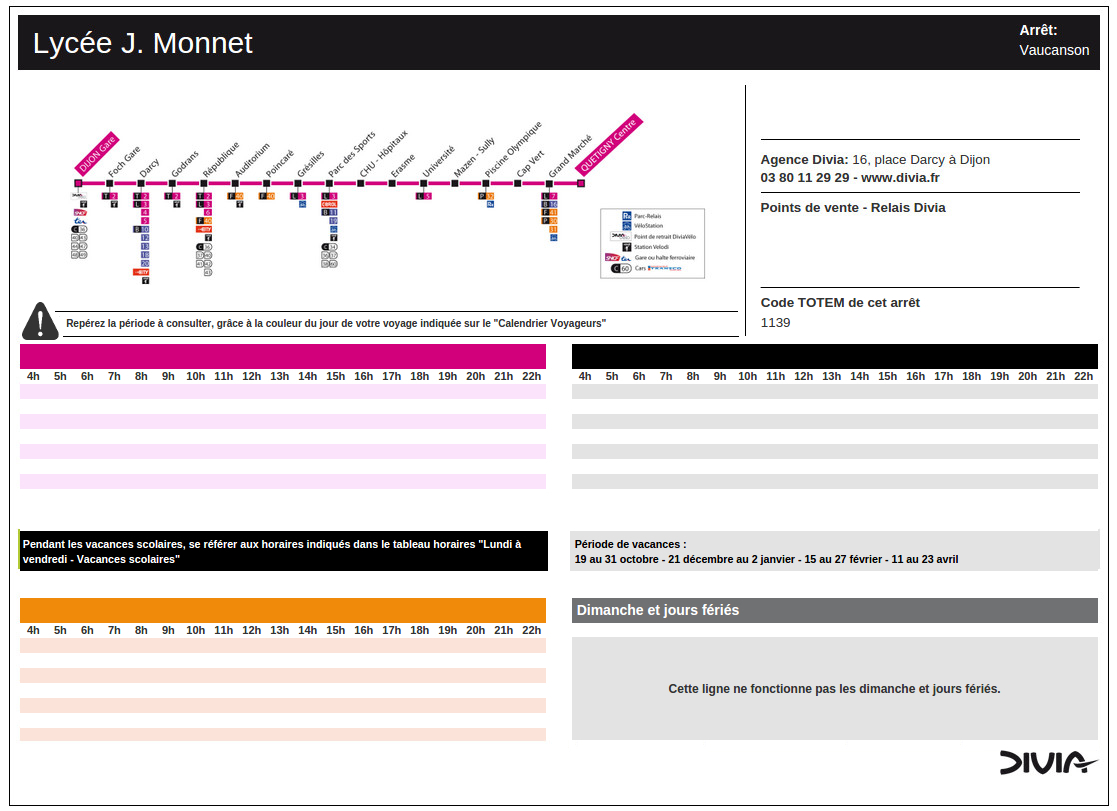 Lycée J. Monnet
Arrêt:
Vaucanson
DIJON Gare
Foch Gare
Darcy
Godrans
République
Auditorium
Poincaré
Grésilles
Parc des Sports
CHU - Hôpitaux
Erasme
Université
Mazen - Sully
Piscine Olympique
Cap Vert
Grand Marché
QUETIGNY Centre
Parc-Relais
VéloStation
Point de retrait DiviaVélo
Station Velodi
Gare ou halte ferroviaire
C 60 Cars
Agence Divia: 16, place Darcy à Dijon
03 80 11 29 29 - www.divia.fr
Points de vente - Relais Divia
Code TOTEM de cet arrêt
1139
Repérez la période à consulter, grâce à la couleur du jour de votre voyage indiquée sur le "Calendrier Voyageurs"
4h 5h 6h 7h 8h 9h 10h 11h 12h 13h 14h 15h 16h 17h 18h 19h 20h 21h 22h
4h 5h 6h 7h 8h 9h 10h 11h 12h 13h 14h 15h 16h 17h 18h 19h 20h 21h 22h
Pendant les vacances scolaires, se référer aux horaires indiqués dans le tableau horaires "Lundi à
vendredi - Vacances scolaires"
Période de vacances :
19 au 31 octobre - 21 décembre au 2 janvier - 15 au 27 février - 11 au 23 avril
4h 5h 6h 7h 8h 9h 10h 11h 12h 13h 14h 15h 16h 17h 18h 19h 20h 21h 22h
Dimanche et jours fériés
Cette ligne ne fonctionne pas les dimanche et jours fériés.
DIVIA